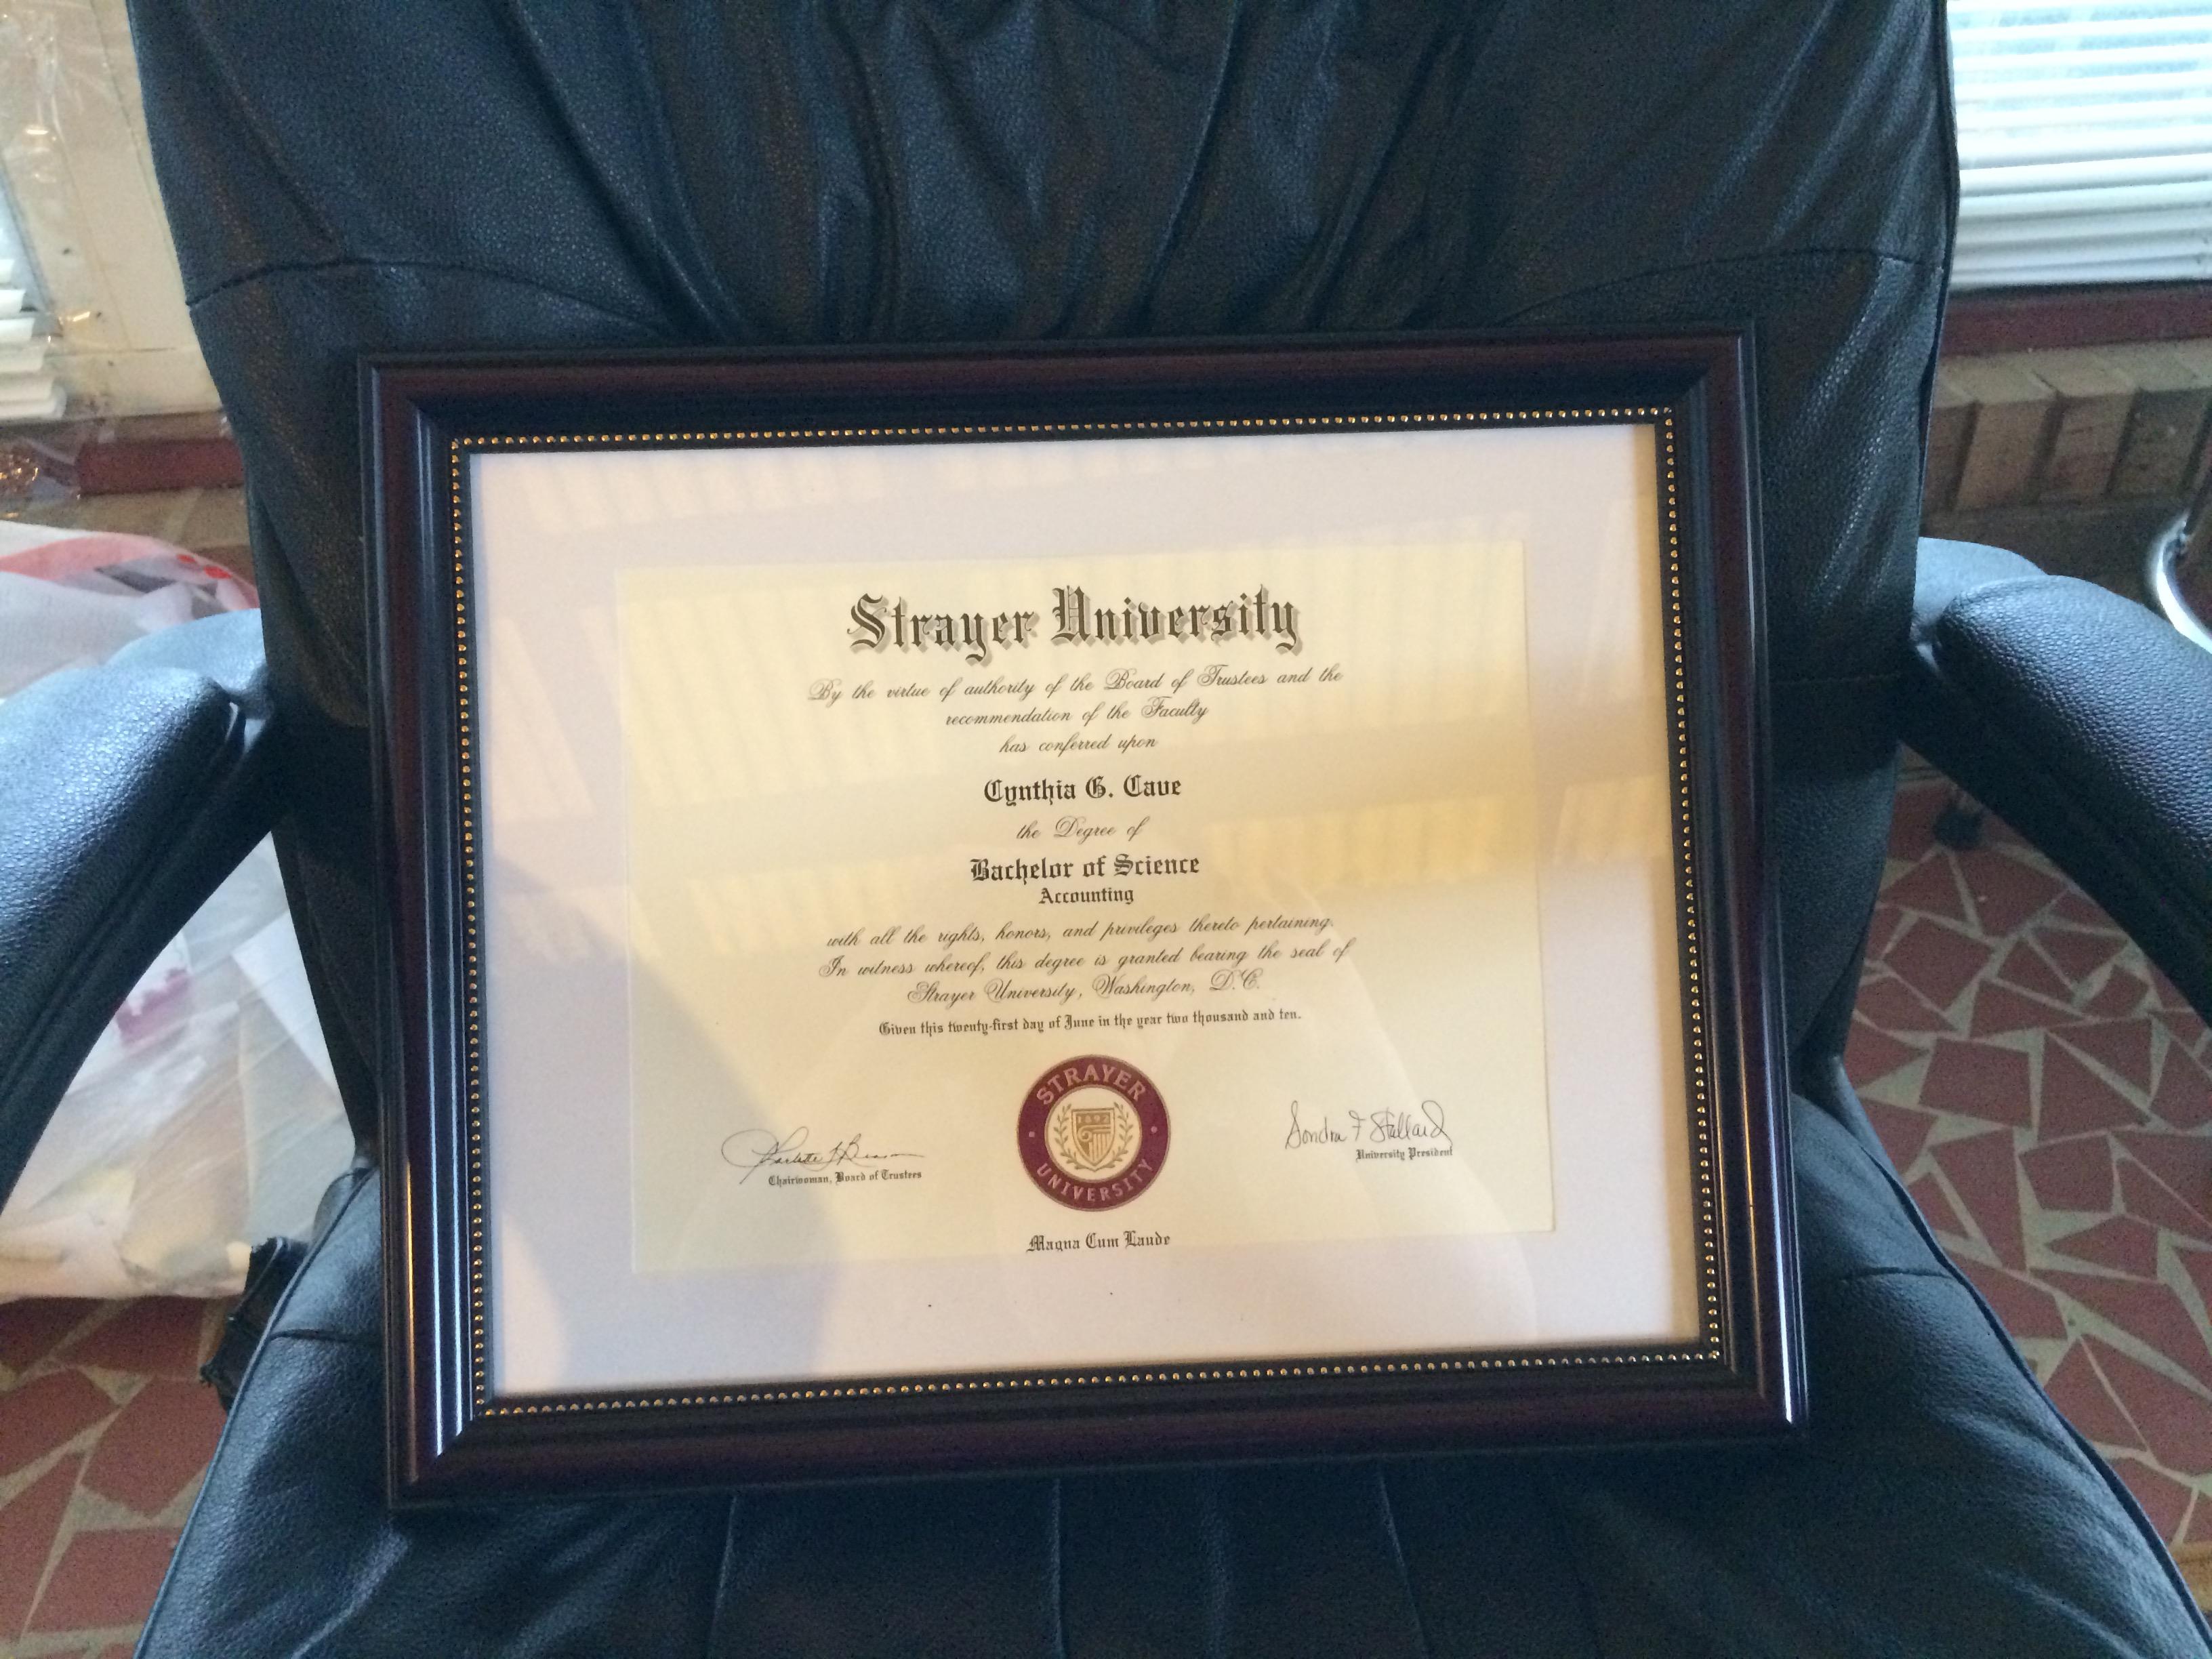 Strayer University
By the virtue of authority of the Board of Trustees and the
recommendation of the Faculty
has conferred upon
Cynthia G. Cave
the Degree of
Bachelor of Science
Accounting
with all the rights, honors, and privileges thereto pertaining.
In witness whereof, this degree is granted bearing the seal of
Strayer University, Washington, D.C.
Given this twenty-first day of June in the year two thousand and ten.
STRAYER
1892
UNIVERSITY
Sondra F Stallard
Chairwoman, Board of Trustees
University President
Magna Cum Laude